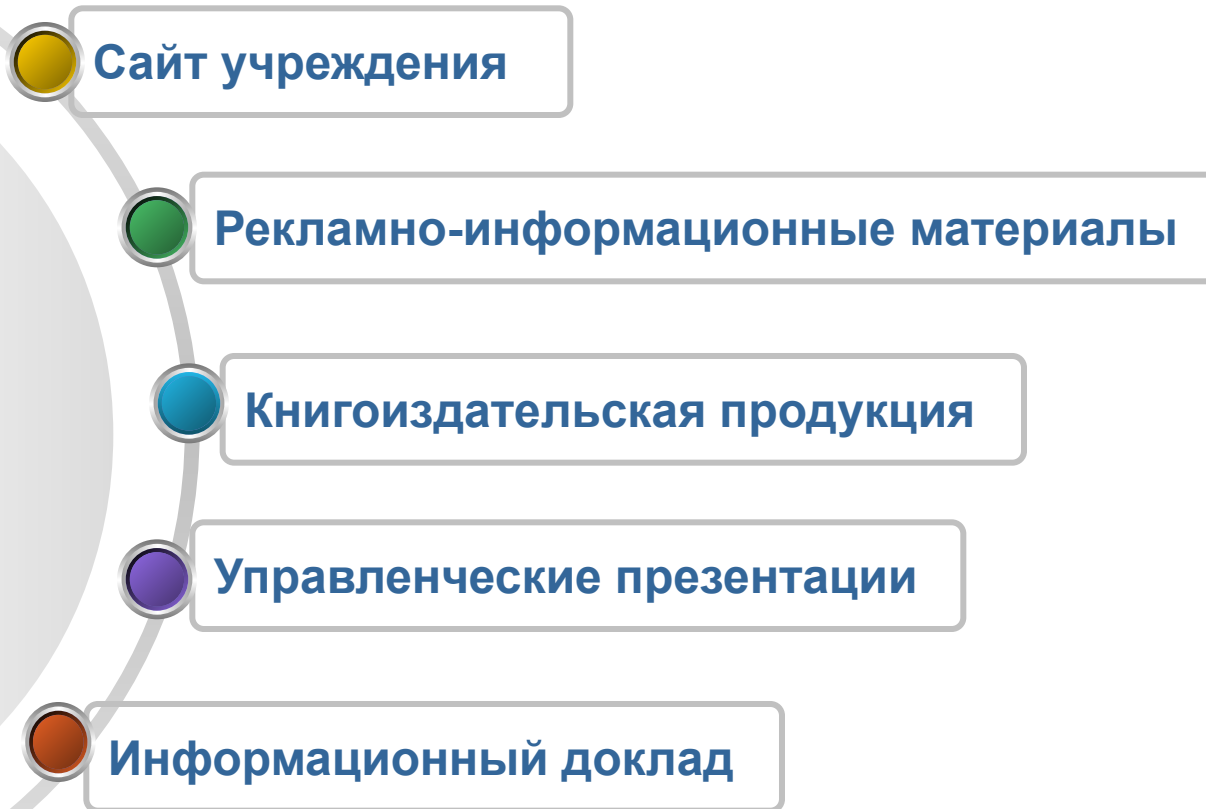 Сайт учреждения
Рекламно-информационные материалы
Книгоиздательская продукция
Управленческие презентации
Информационный доклад